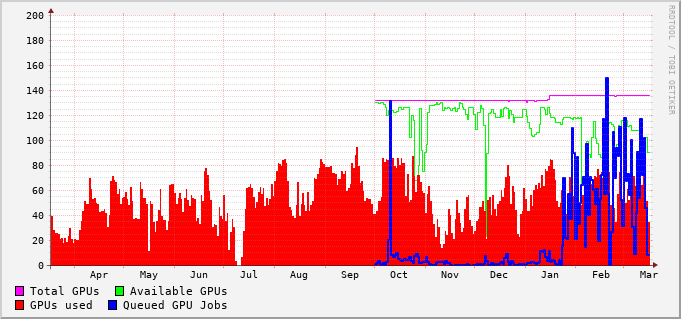 200
180
160
140
120
100
80
60
40
20
0
Apr May Jun Jul Aug Sep Oct Nov Dec Jan Feb Mar
Total GPUs Available GPUs
GPUs used Queued GPU Jobs
RRDTOOL / TOBI OETIKER